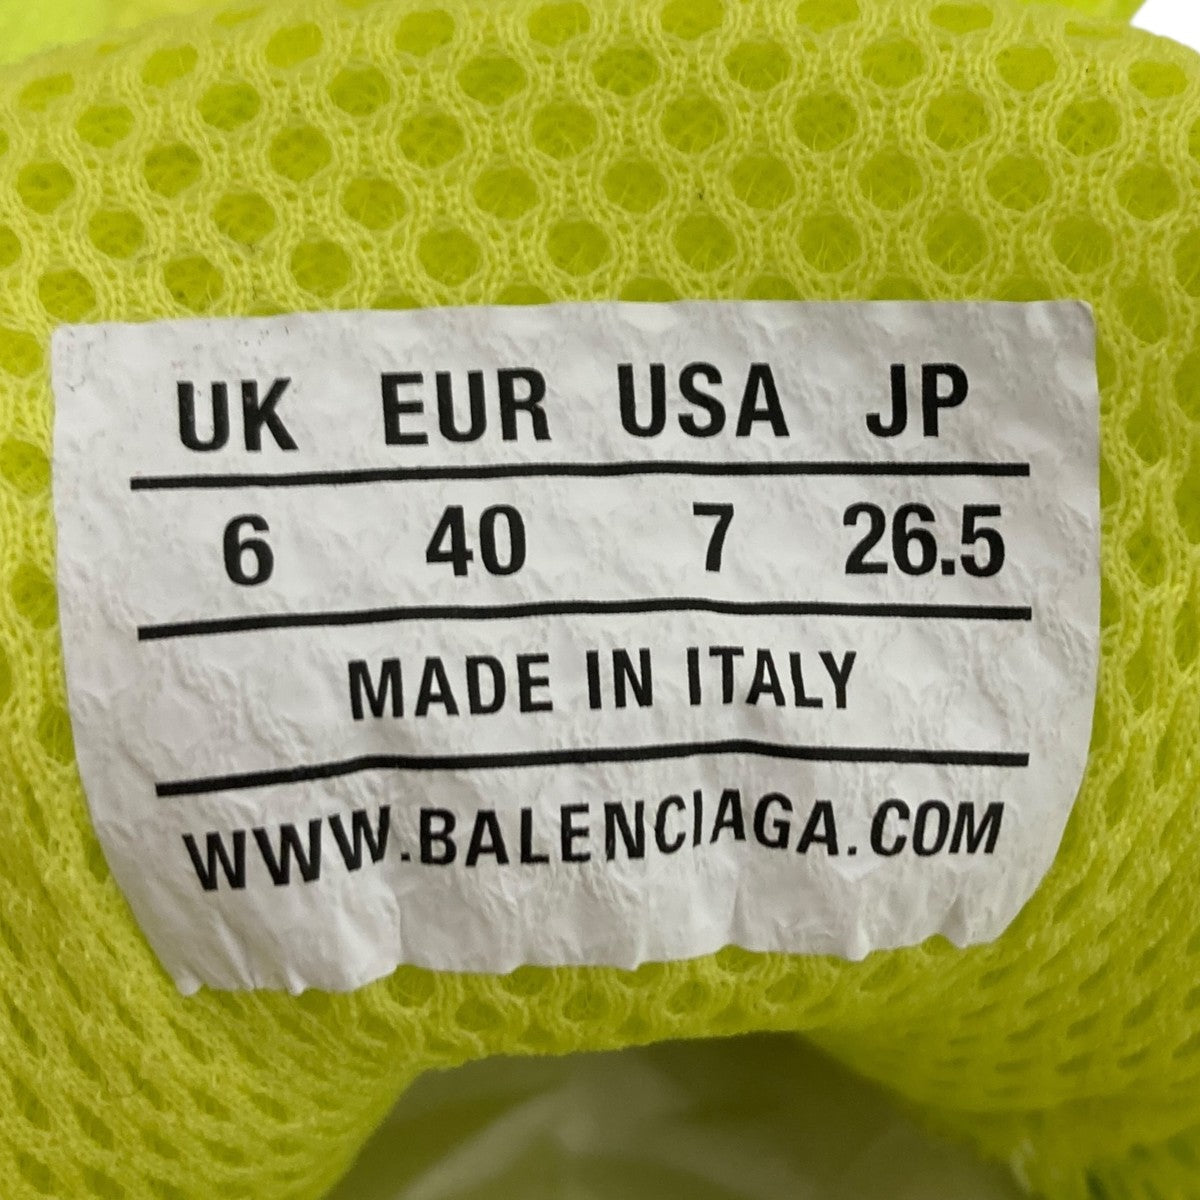 UK EUR USA JP
6 40 7 26.5
MADE IN ITALY
WWW.BALENCIAGA.COM